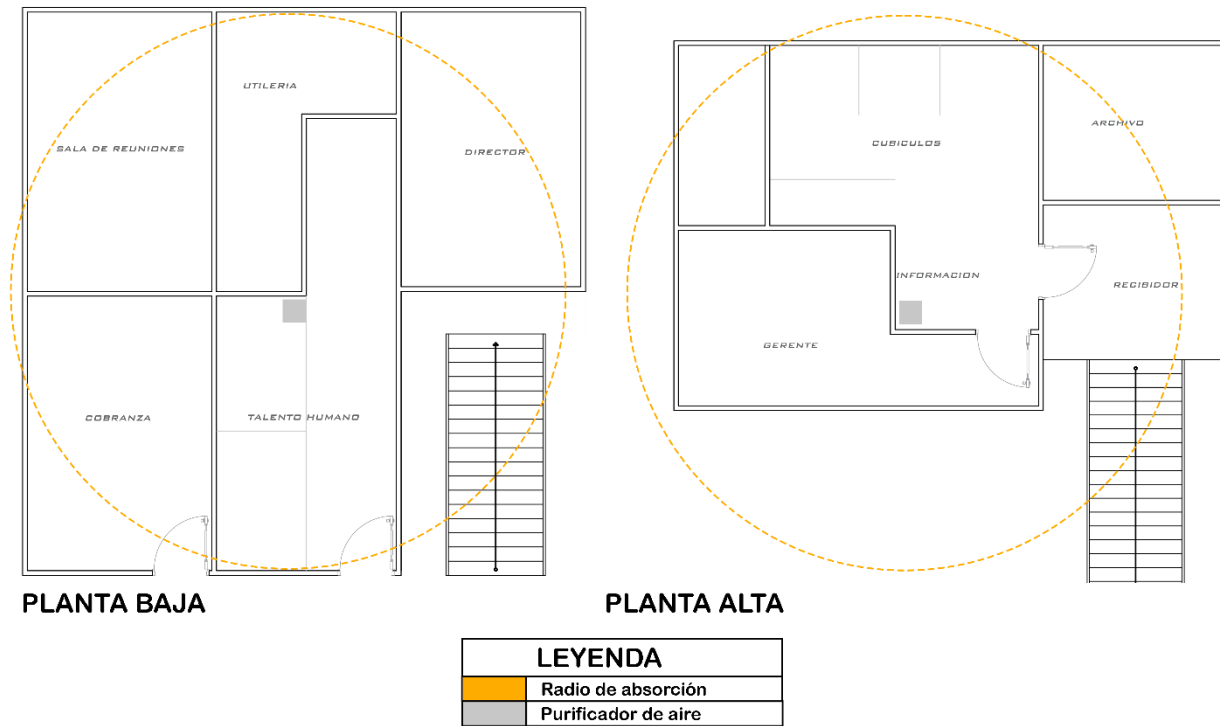 UTILERIA
SALA DE REUNIONES
DIRECTOR
COBRANZA
TALENTO HUMANO
PLANTA BAJA
ARCHIVO
CUBICULOS
INFORMACION
RECIBIDOR
GERENTE
PLANTA ALTA
LEYENDA
Radio de absorción
Purificador de aire